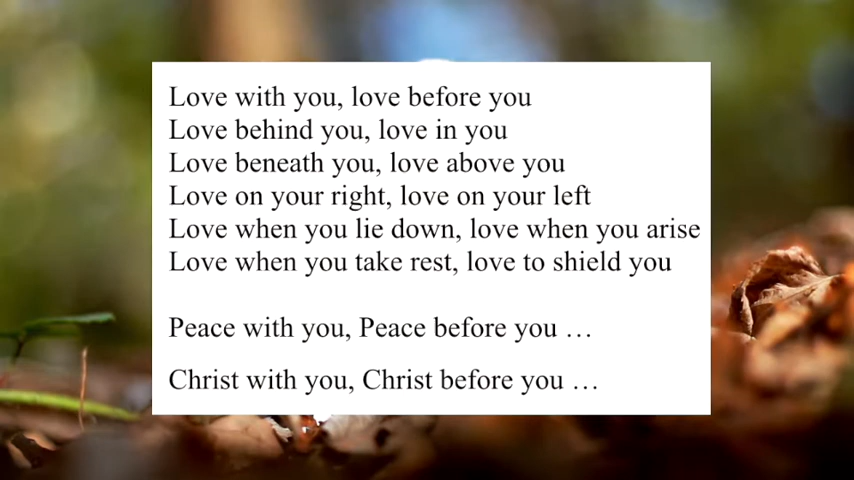 Love with you, love before you
Love behind you, love in you
Love beneath you, love above you
Love on your right, love on your left
Love when you lie down, love when you arise
Love when you take rest, love to shield you
Peace with you, Peace before you …
Christ with you, Christ before you …